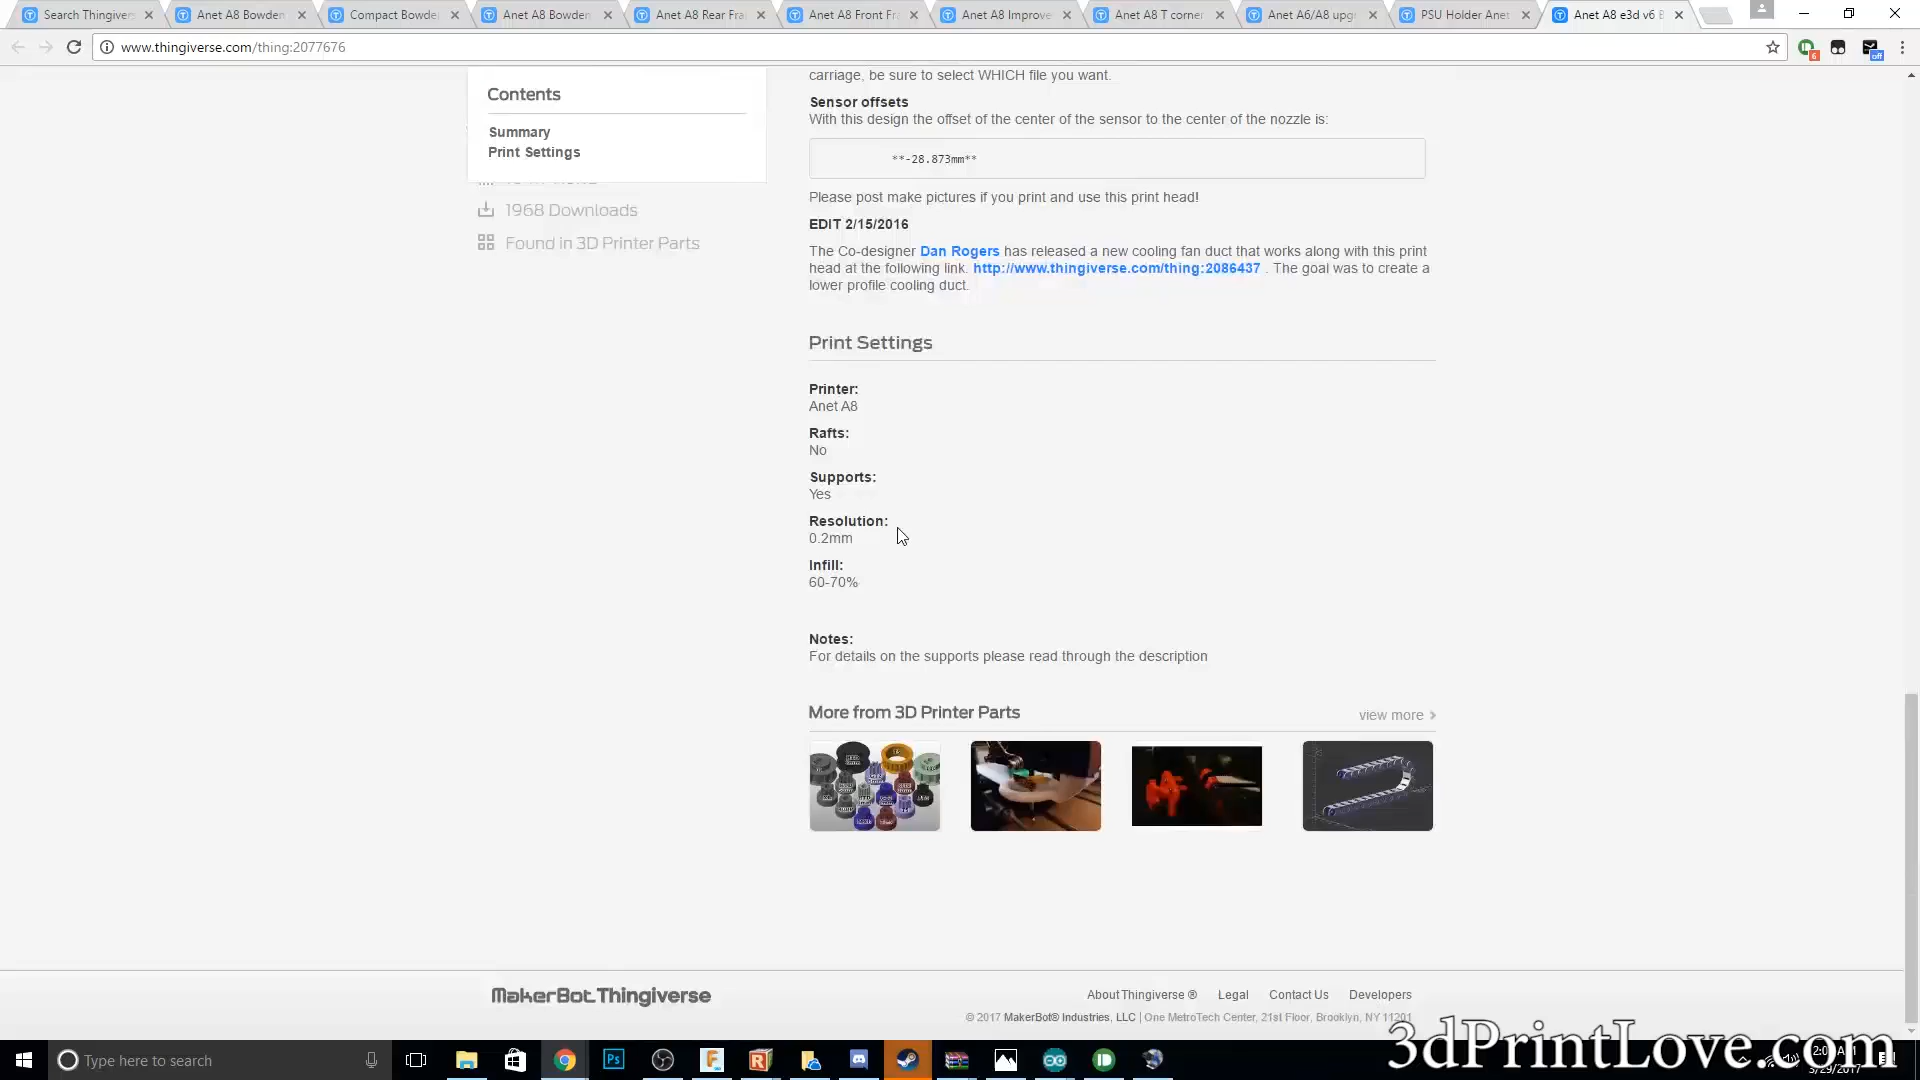 Search Thingivers
Anet A8 Bowden
Compact Bowde
Anet A8 Bowden
Anet A8 Rear Fra
Anet A8 Front Fr
Anet A8 Improve
Anet A8 T corner
Anet A6/A8 upgr
PSU Holder Anet
Anet A8 e3d v6 B
www.thingiverse.com/thing:2077676
Contents
Summary
Print Settings
1968 Downloads
Found in 3D Printer Parts
carriage, be sure to select WHICH file you want.
Sensor offsets
With this design the offset of the center of the sensor to the center of the nozzle is:
**-28.873mm**
Please post make pictures if you print and use this print head!
EDIT 2/15/2016
The Co-designer Dan Rogers has released a new cooling fan duct that works along with this print
head at the following link. http://www.thingiverse.com/thing:2086437 . The goal was to create a
lower profile cooling duct.
Print Settings
Printer:
Anet A8
Rafts:
No
Supports:
Yes
Resolution:
0.2mm
Infill:
60-70%
Notes:
For details on the supports please read through the description
More from 3D Printer Parts
view more
MakerBot Thingiverse
About Thingiverse ®
Legal
Contact Us
Developers
© 2017 MakerBot® Industries, LLC | One MetroTech Center, 21st Floor, Brooklyn, NY 11201
3dPrintLove.com
Type here to search